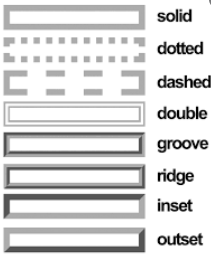 solid
dotted
dashed
double
groove
ridge
inset
outset